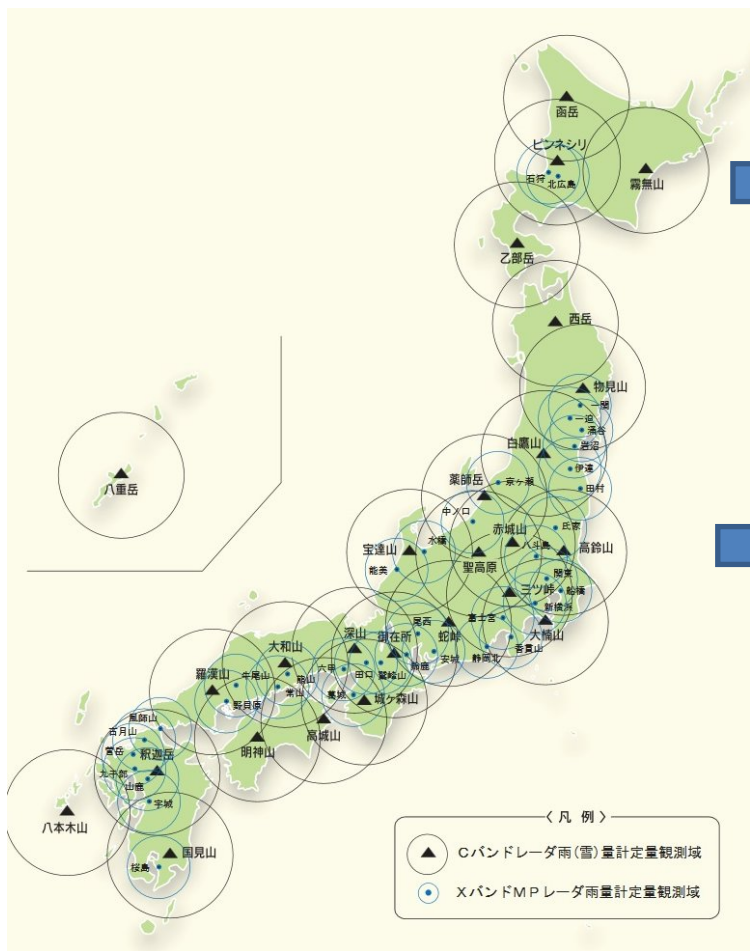 函岳
ピンネシリ
石狩
北広島
霧無山
乙部岳
西岳
物見山
一関
一迫
涌谷
岩沼
白鷹山
伊達
田村
薬師岳
京ヶ瀬
中ノ口
氏家
赤城山
八斗島
高鈴山
宝達山
水橋
聖高原
能美
関東
船橋
三ツ峠
新横浜
富士宮
大楠山
香貫山
静岡北
尾西
蛇峠
安城
深山
御在所
鈴鹿
六甲
田口
鷲峰山
葛城
城ヶ森山
大和山
熊山
常山
羅漢山
牛尾山
野貝原
高城山
明神山
風師山
古月山
菅岳
釈迦岳
九千部
山鹿
宇城
八本木山
国見山
桜島
八重岳
〈凡例〉
Cバンドレーダ雨(雪)量計定量観測域
XバンドMPレーダ雨量計定量観測域